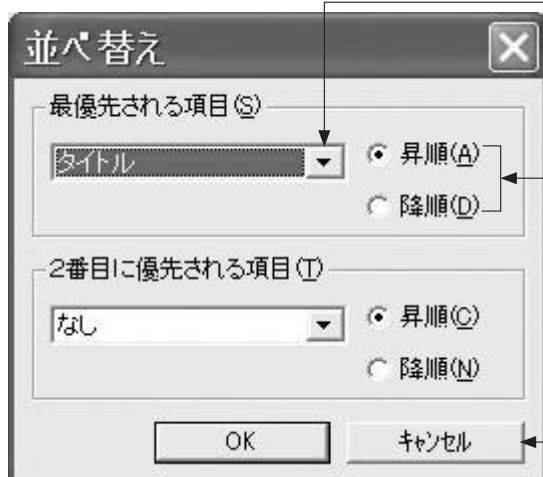 並べ替え
最優先される項目(S)
タイトル
昇順(A)
降順(D)
2番目に優先される項目(T)
なし
昇順(C)
降順(N)
OK
キャンセル